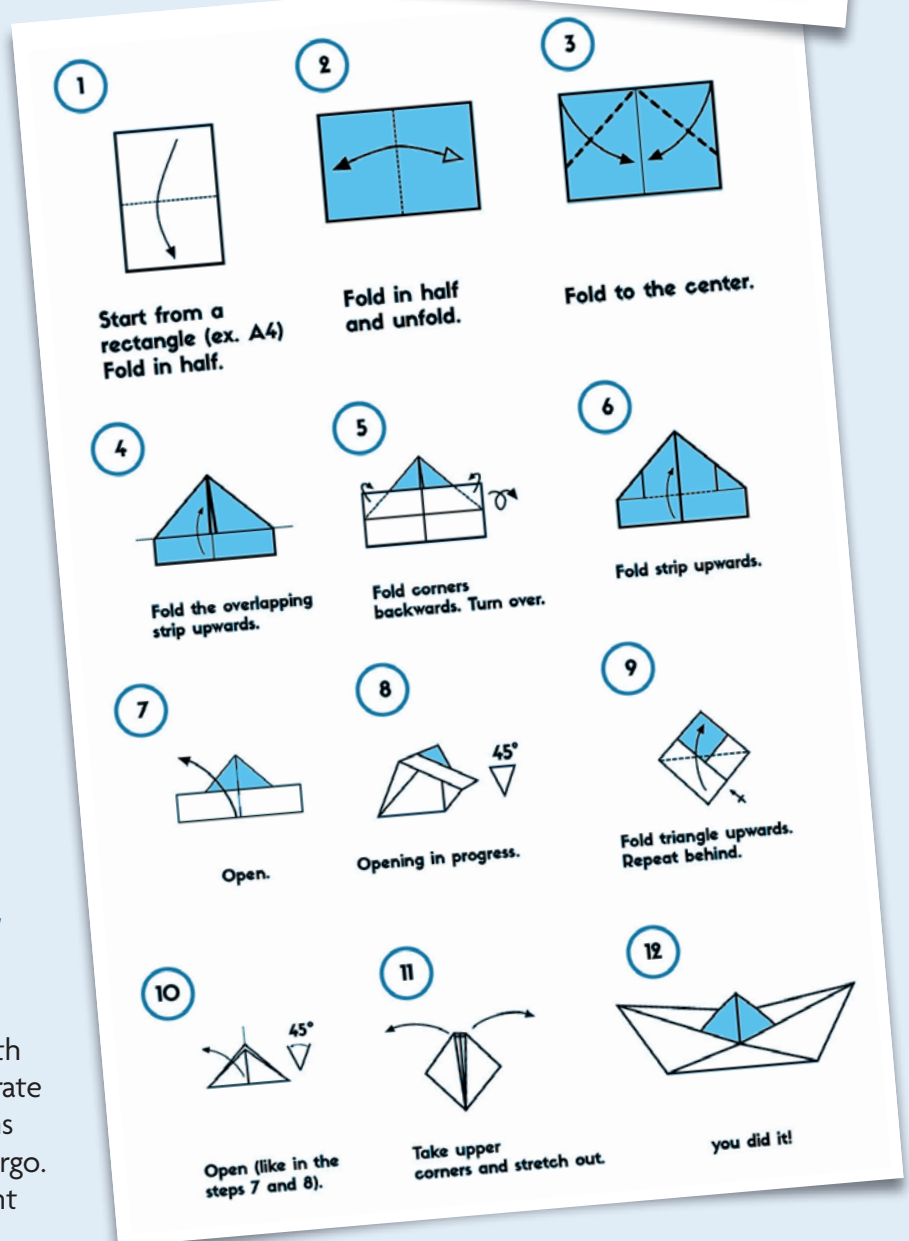 1
Start from a
rectangle (ex. A4)
Fold in half.
2
Fold in half
and unfold.
3
Fold to the center.
4
Fold the overlapping
strip upwards.
5
Fold corners
backwards. Turn over.
6
Fold strip upwards.
7
Open.
8
45°
Opening in progress.
9
Fold triangle upwards.
Repeat behind.
10
45°
Open (like in the
steps 7 and 8).
11
Take upper
corners and stretch out.
12
you did it!